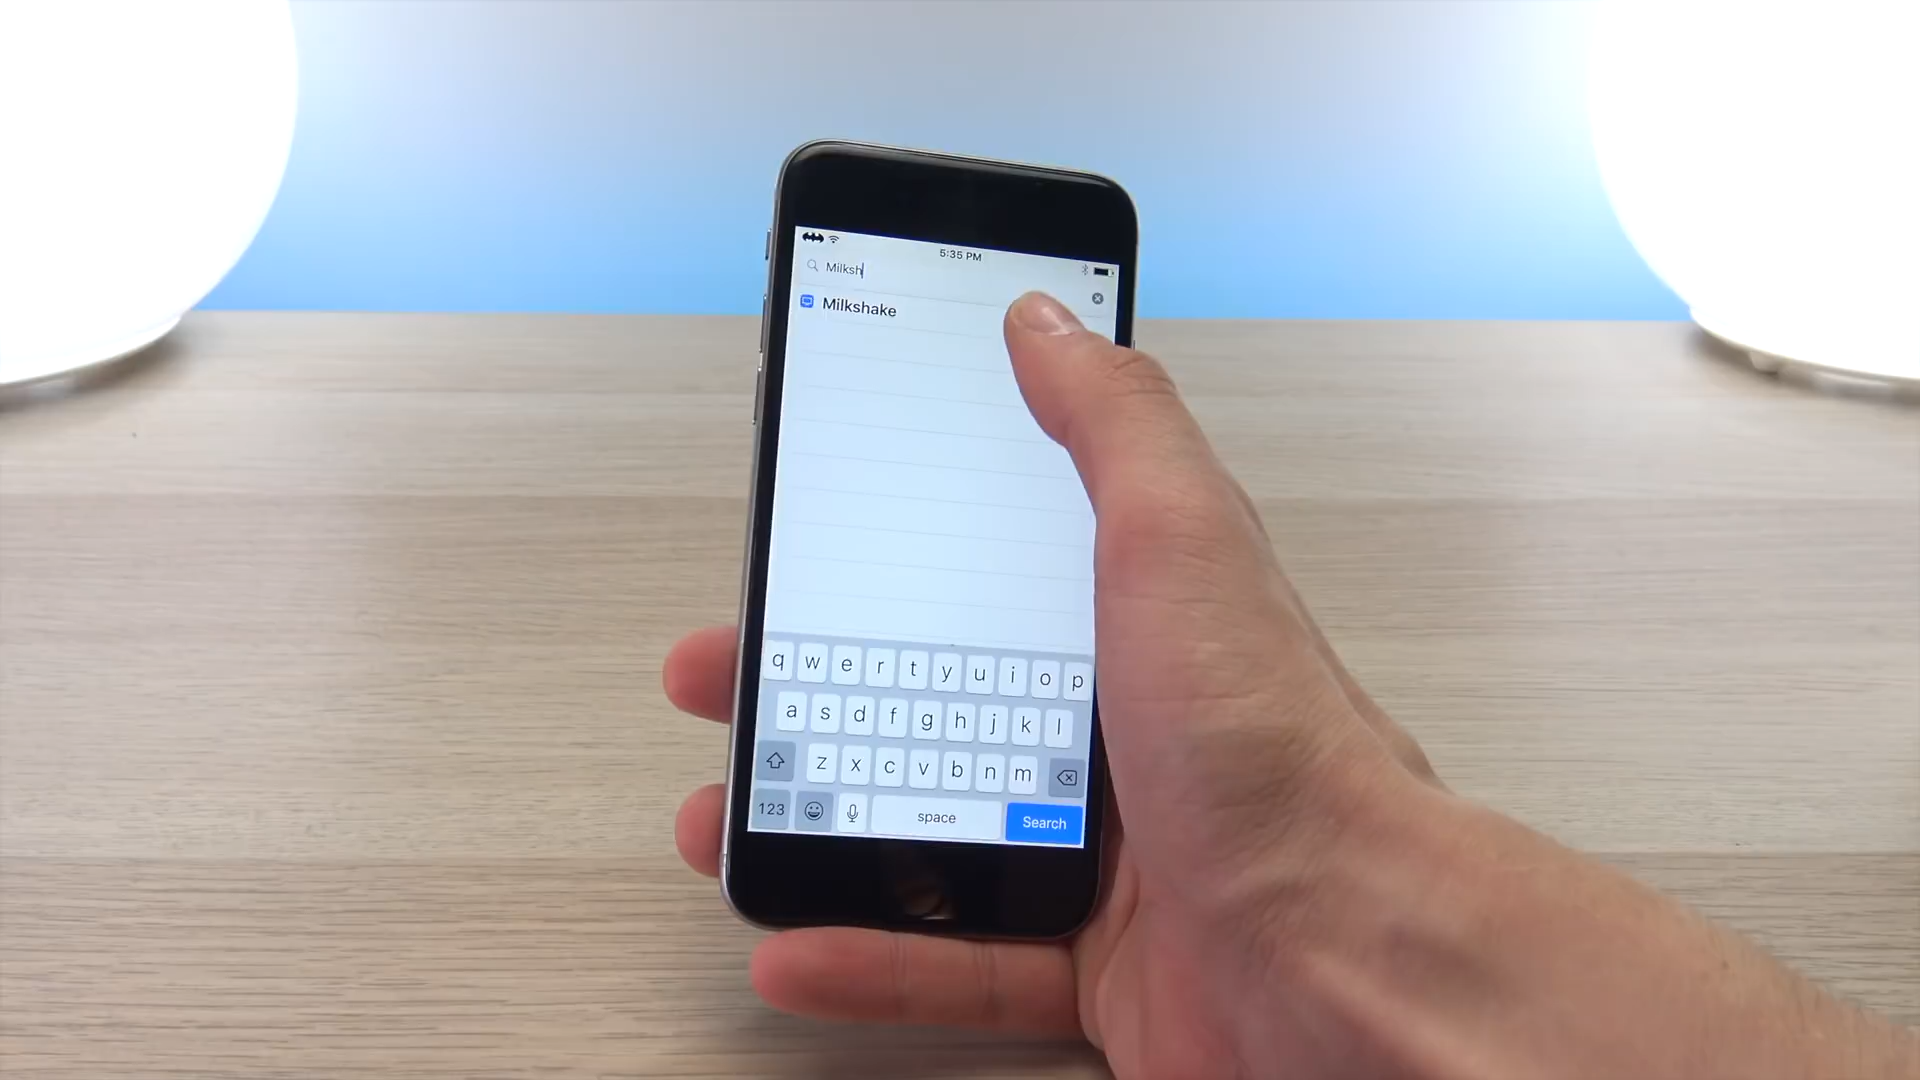 5:35 PM
Milksh
Milkshake
q w e r t y u i o p
a s d f g h j k l
z x c v b n m
123 space Search